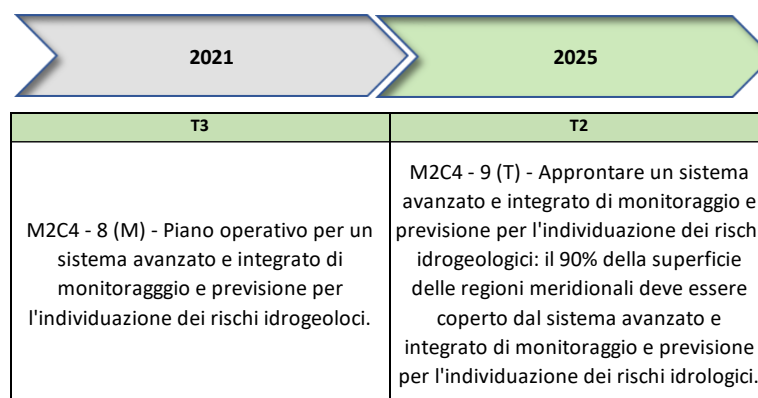 2021
2025
T3
T2
M2C4 - 8 (M) - Piano operativo per un
sistema avanzato e integrato di
monitoragggio e previsione per
l'individuazione dei rischi idrogeoloci.
M2C4 - 9 (T) - Approntare un sistema
avanzato e integrato di monitoraggio e
previsione per l'individuazione dei risch
idrogeologici: il 90% della superficie
delle regioni meridionali deve essere
coperto dal sistema avanzato e
integrato di monitoraggio e previsione
per l'individuazione dei rischi idrologici.